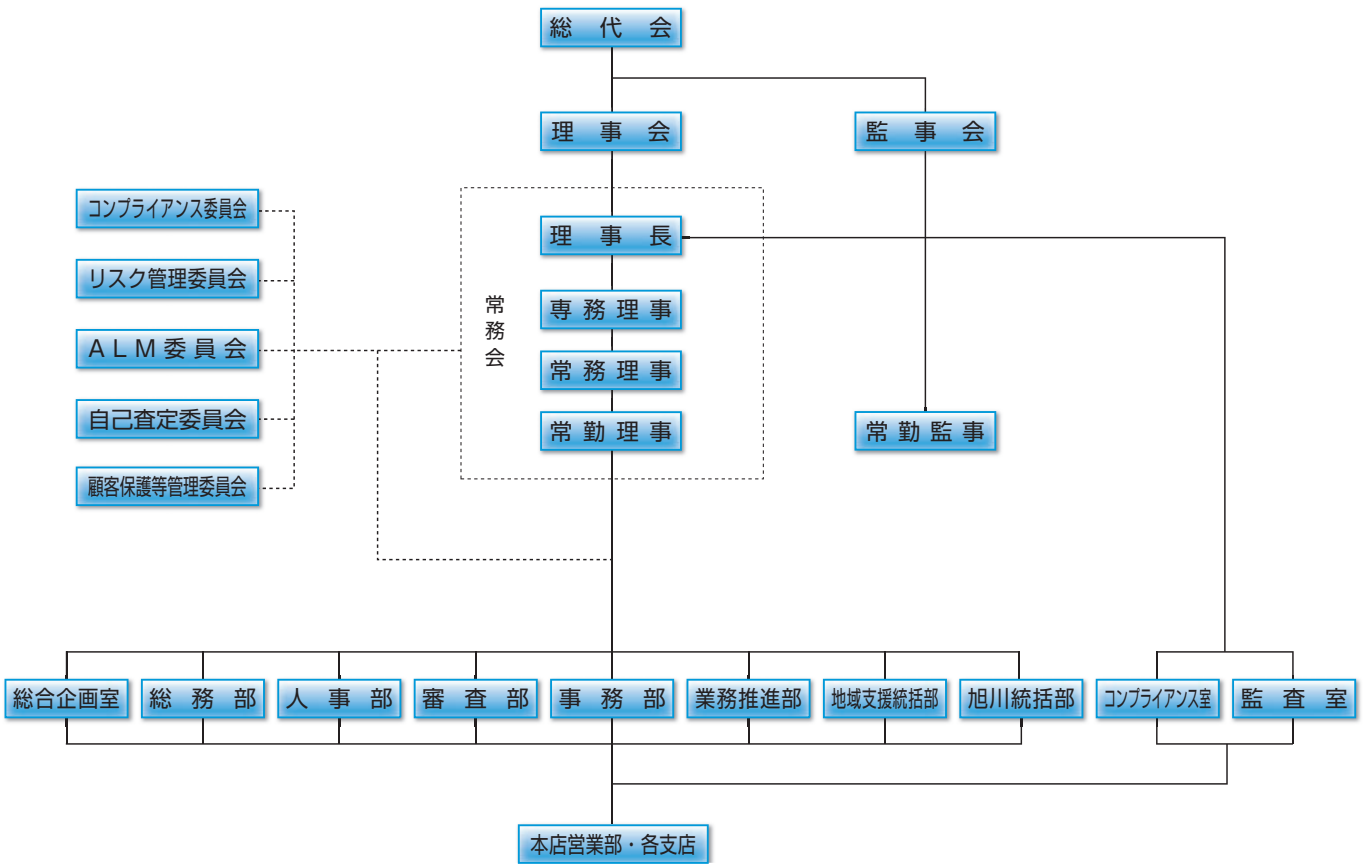 総代会
理事会
監事会
コンプライアンス委員会
リスク管理委員会
ALM委員会
自己査定委員会
顧客保護等管理委員会
常務会
理事長
専務理事
常務理事
常勤理事
常勤監事
総合企画室
総務部
人事部
審査部
事務部
業務推進部
地域支援統括部
旭川統括部
コンプライアンス室
監査室
本店営業部・各支店